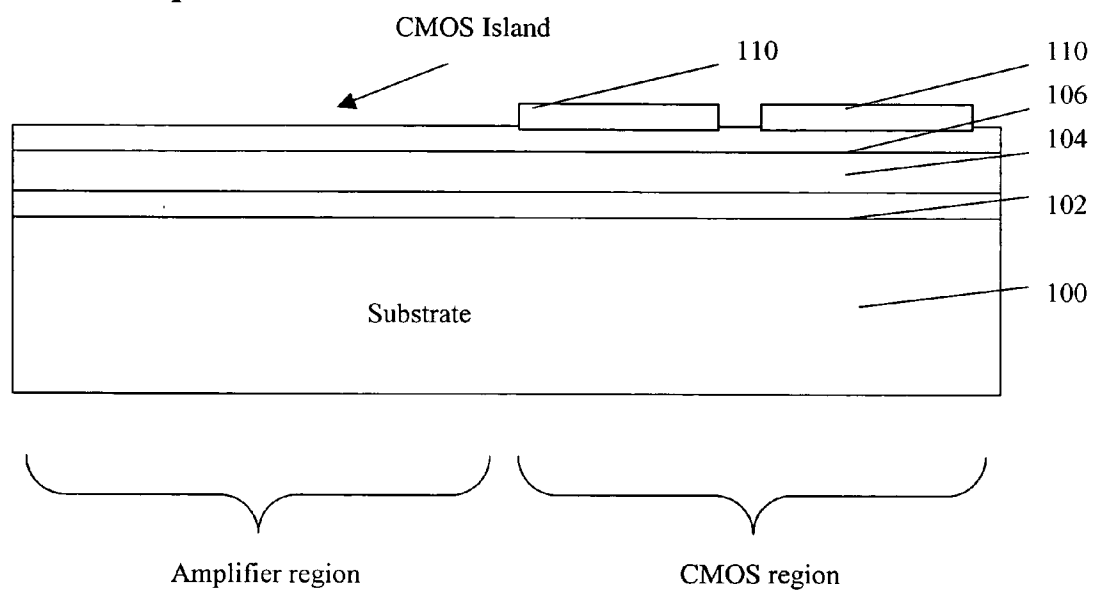 CMOS Island
110
110
106
104
102
Substrate
100
Amplifier region
CMOS region